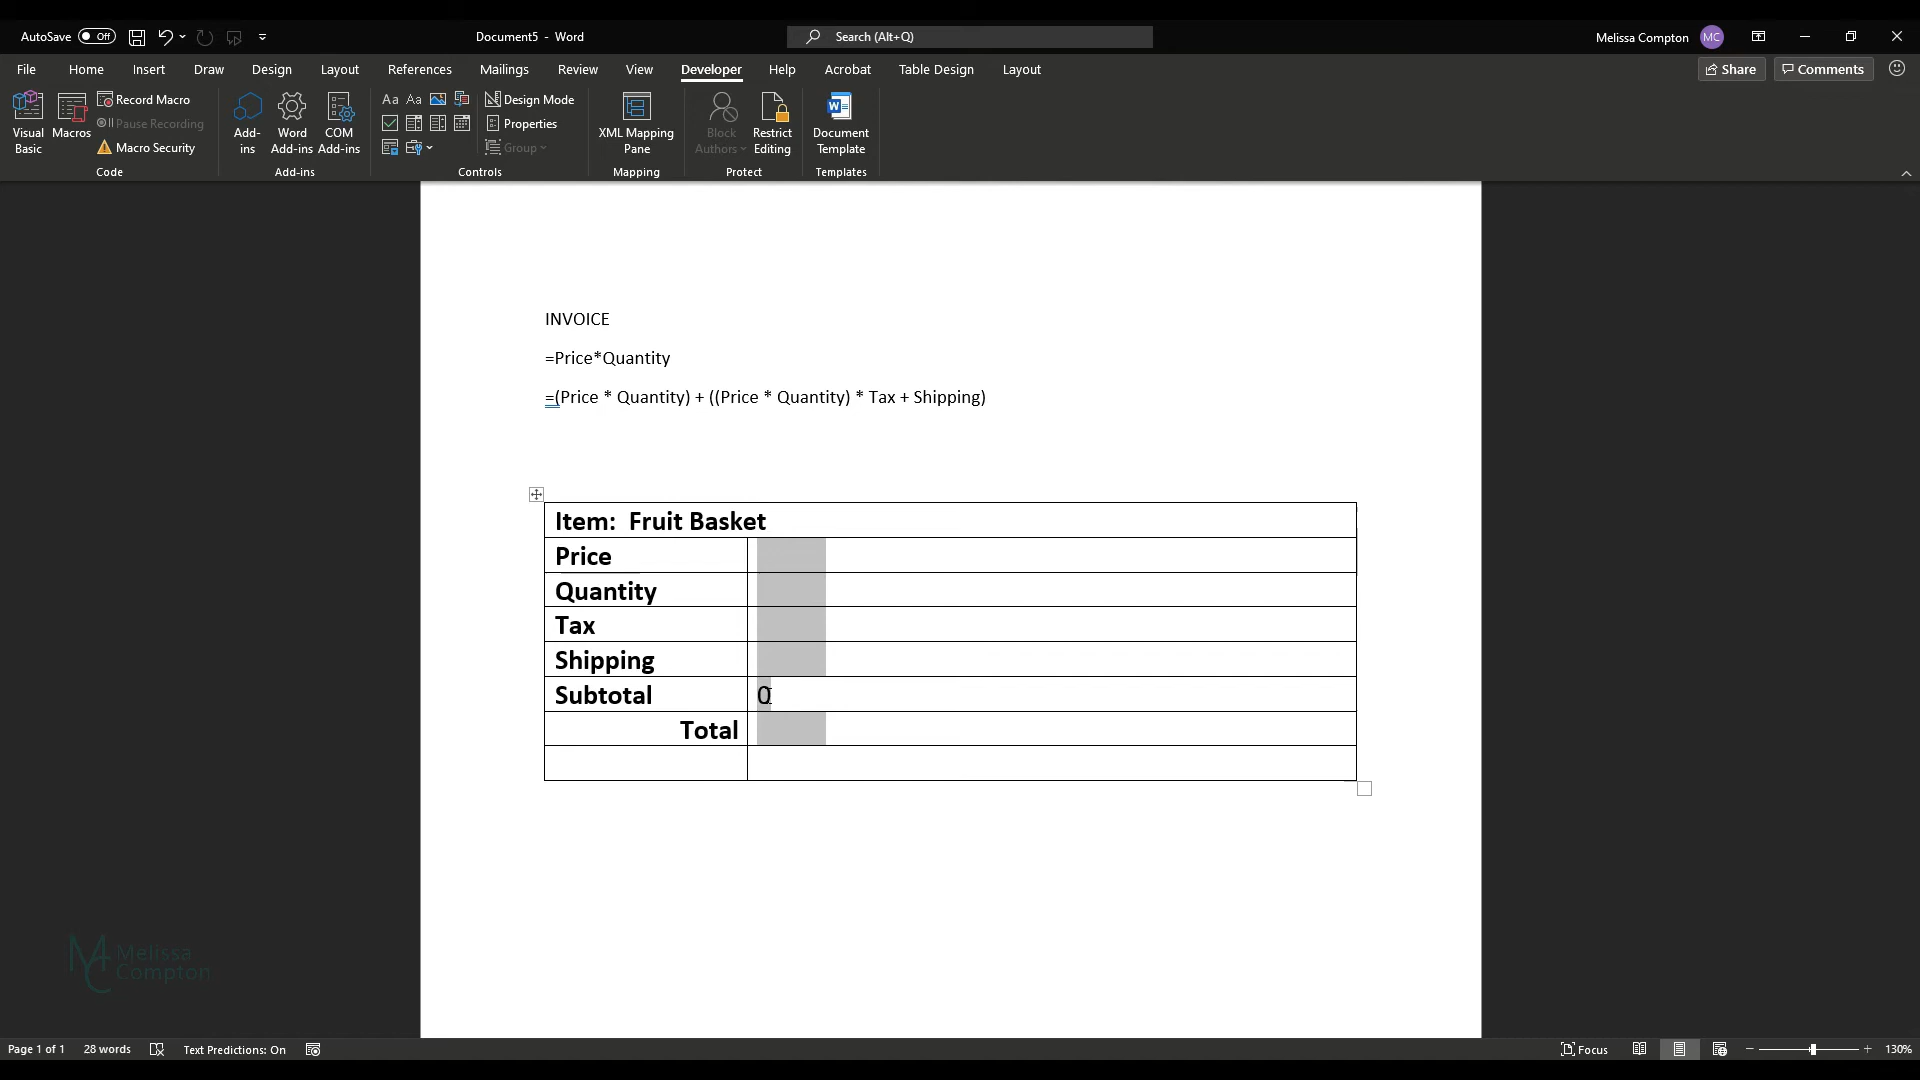 AutoSave Off
Document5 - Word
Search (Alt+Q)
Melissa Compton MC
File Home Insert Draw Design Layout References Mailings Review View Developer Help Acrobat Table Design Layout
Share Comments
Visual Basic
Macros
Record Macro
Pause Recording
Macro Security
Code
Add-ins
Word Add-ins
COM Add-ins
Add-ins
Aa Aa
Design Mode
Properties
Group
Controls
XML Mapping Pane
Mapping
Block Authors
Restrict Editing
Protect
Document Template
Templates
INVOICE
=Price*Quantity
=(Price * Quantity) + ((Price * Quantity) * Tax + Shipping)
Item: Fruit Basket
Price
Quantity
Tax
Shipping
Subtotal 0
Total
MC Melissa
Compton
Page 1 of 1 28 words Text Predictions: On
Focus 130%